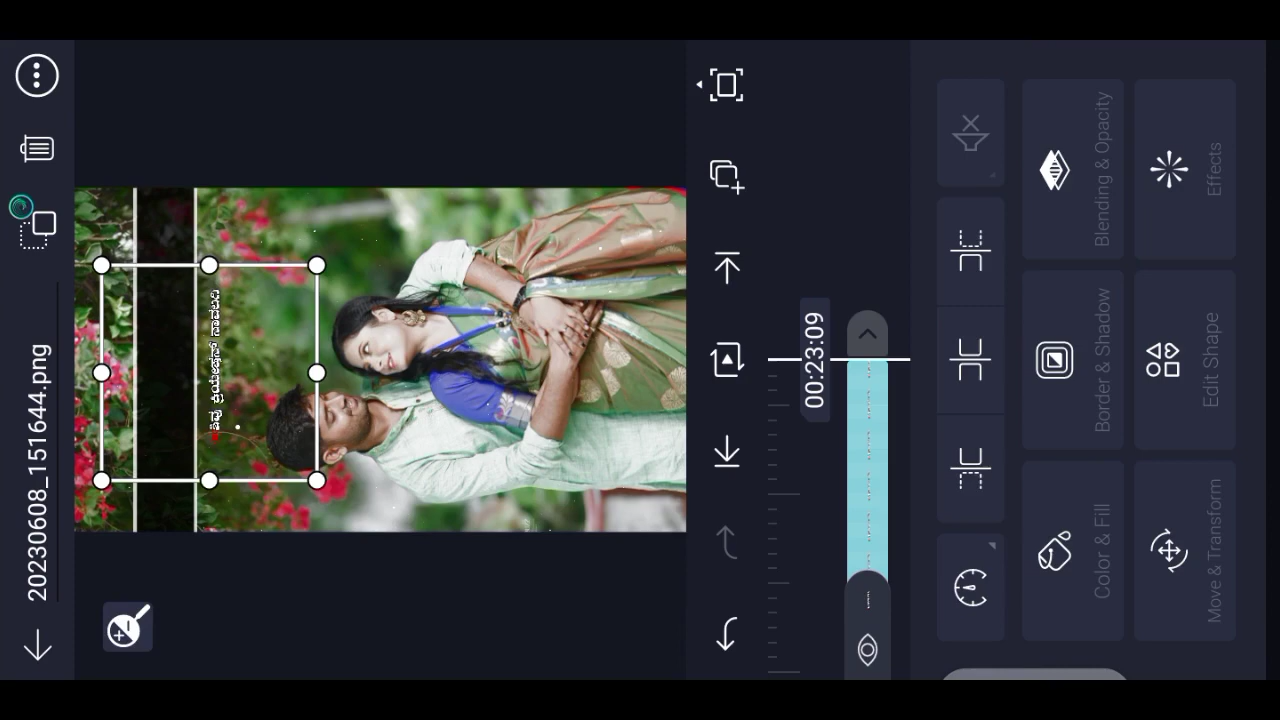 20230608_151644.png
00:23:09
Color & Fill
Border & Shadow
Blending & Opacity
Move & Transform
Edit Shape
Effects